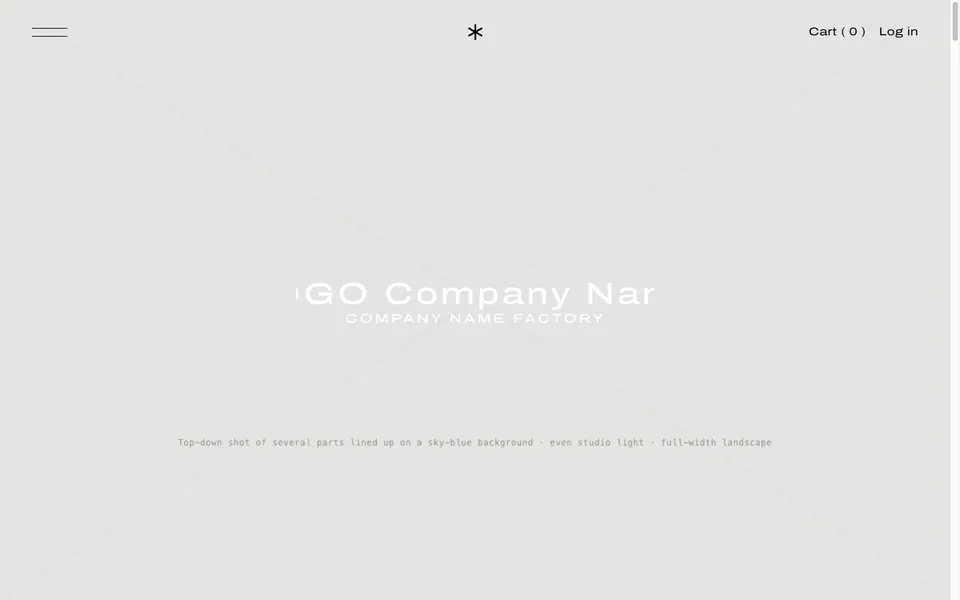 Cart ( 0 ) Log in
GO Company Nar
COMPANY NAME FACTORY
Top-down shot of several parts lined up on a sky-blue background · even studio light · full-width landscape